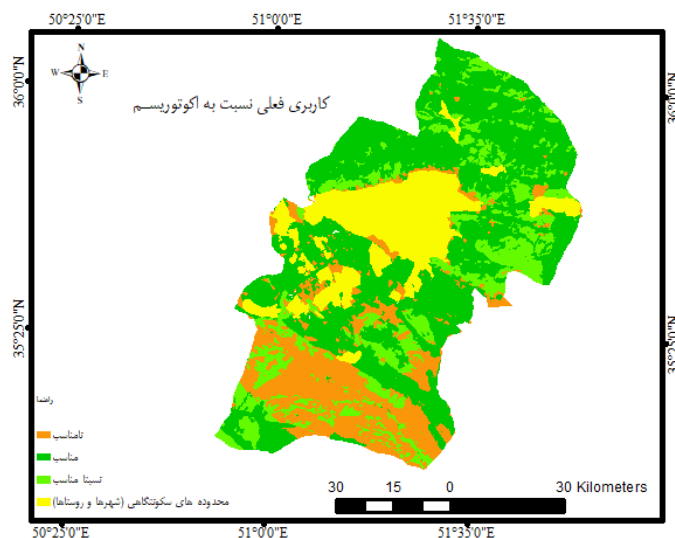 50°25'0"E 51°0'0"E 51°35'0"E
N
W E
S
36°0'0"N 36°0'0"N
کاربری فعلی نسبت به اکوتوریسم
35°25'0"N 35°25'0"N
راهنما
نامناسب
مناسب
نسبتا مناسب
محدوده های سکونتگاهی (شهرها و روستاها)
30 15 0 30 Kilometers
50°25'0"E 51°0'0"E 51°35'0"E